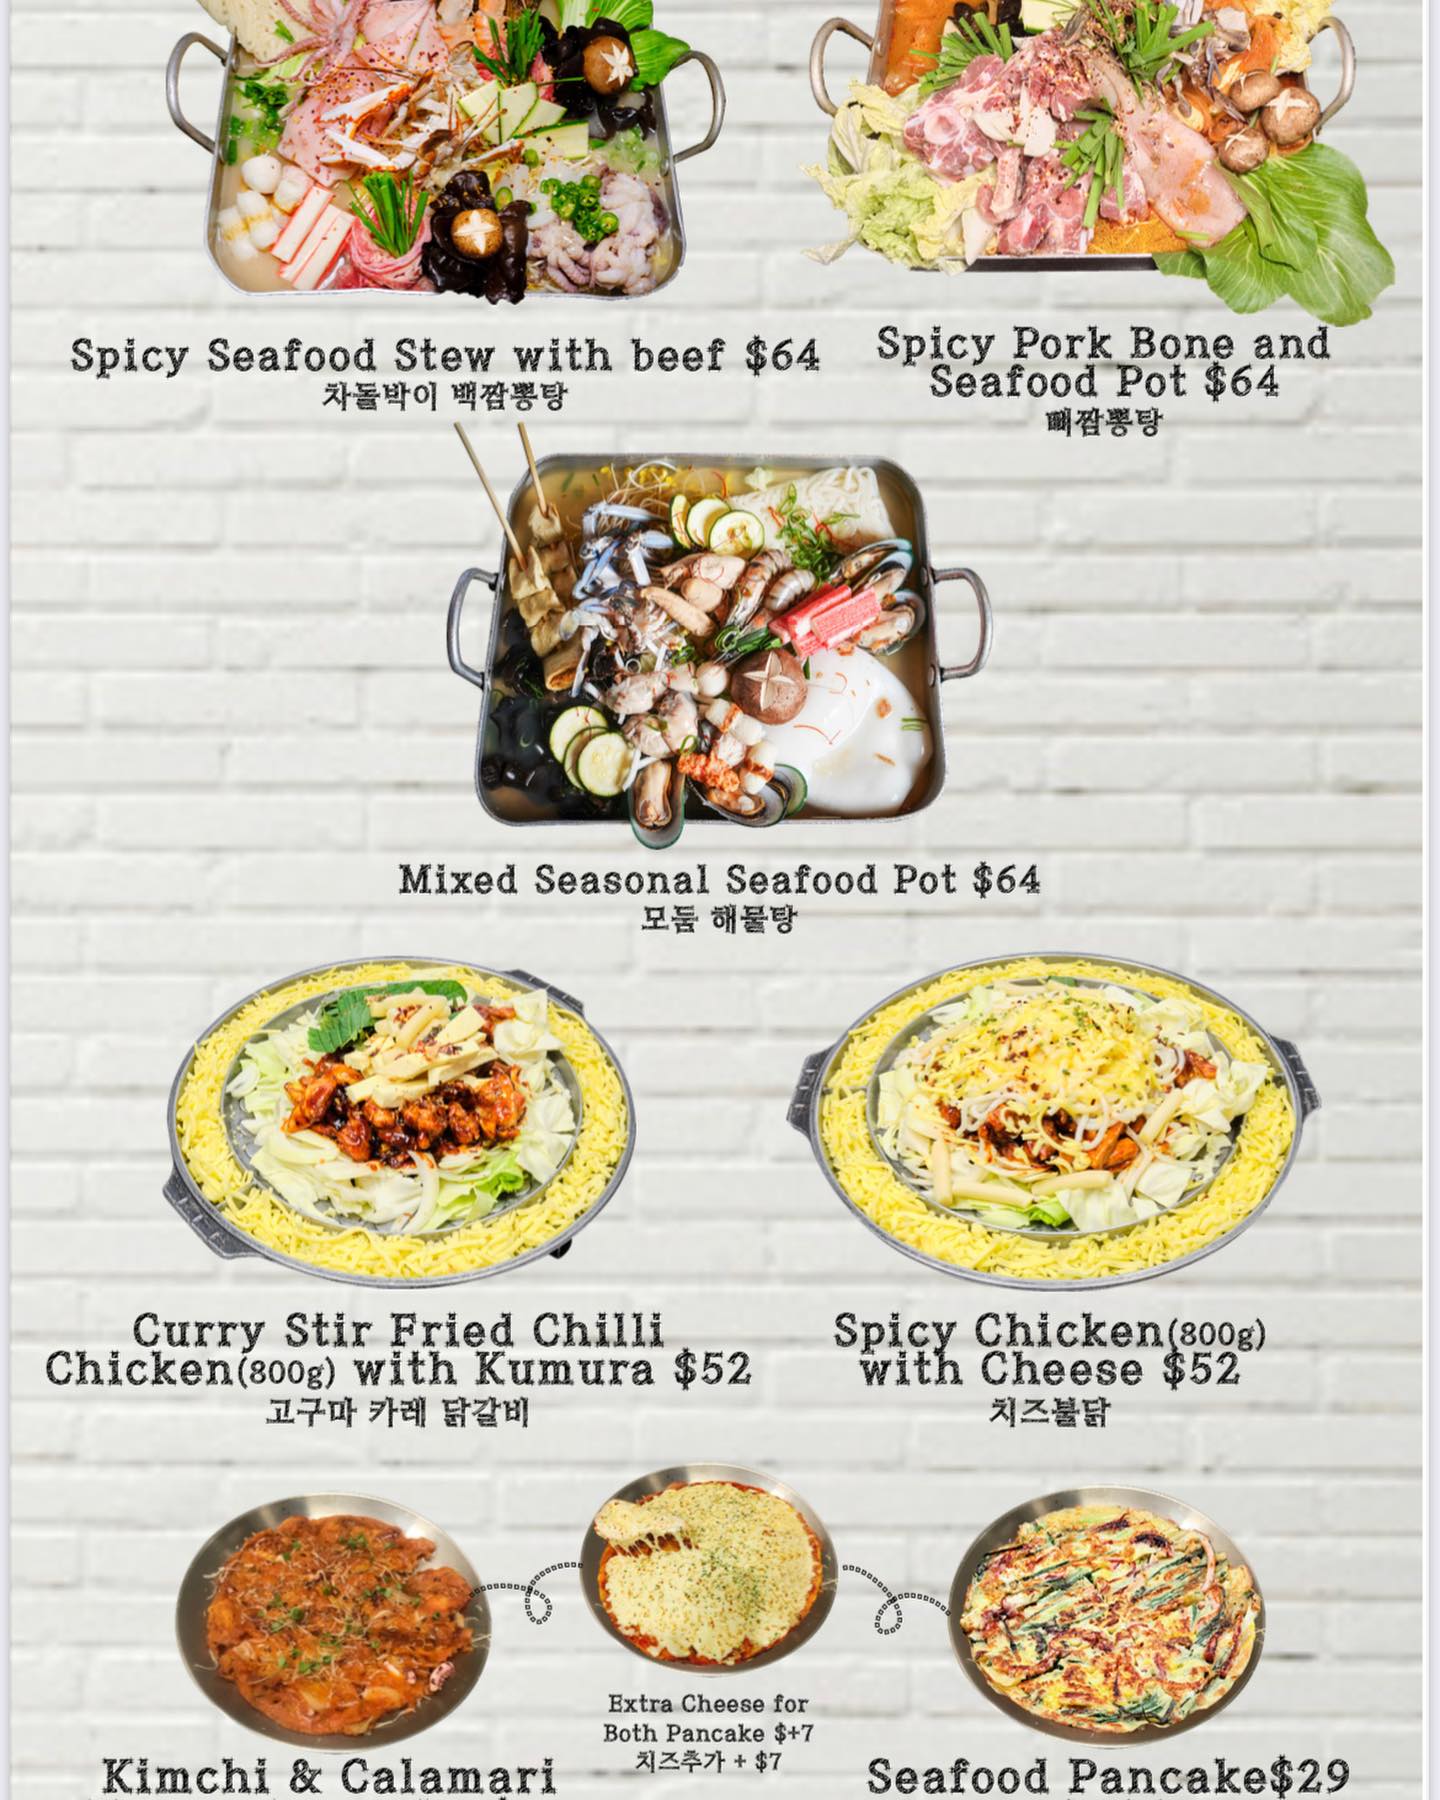 Spicy Seafood Stew with beef $64
차돌박이 백짬뽕탕
Spicy Pork Bone and
Seafood Pot $64
뼈짬뽕탕
Mixed Seasonal Seafood Pot $64
모둠 해물탕
Curry Stir Fried Chilli
Chicken(800g) with Kumura $52
고구마 카레 닭갈비
Spicy Chicken(800g)
with Cheese $52
치즈불닭
Extra Cheese for
Both Pancake $+7
치즈추가 + $7
Kimchi & Calamari
Seafood Pancake$29